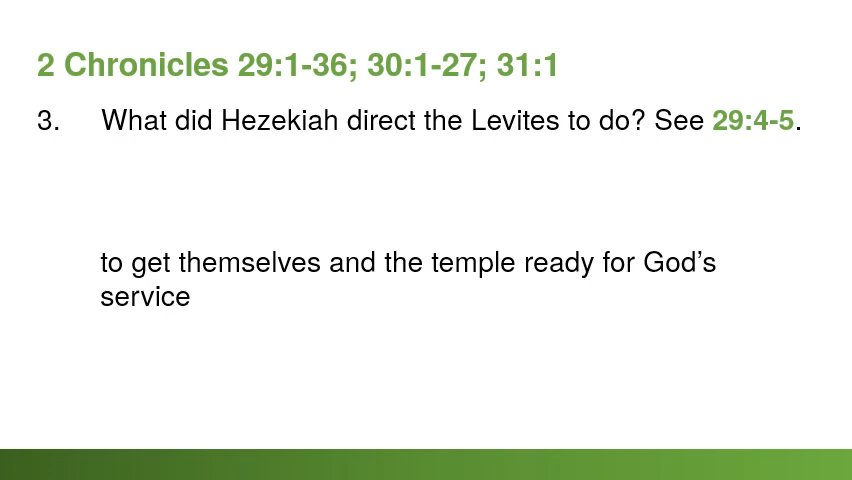 2 Chronicles 29:1-36; 30:1-27; 31:1
3. What did Hezekiah direct the Levites to do? See 29:4-5.
to get themselves and the temple ready for God’s
service